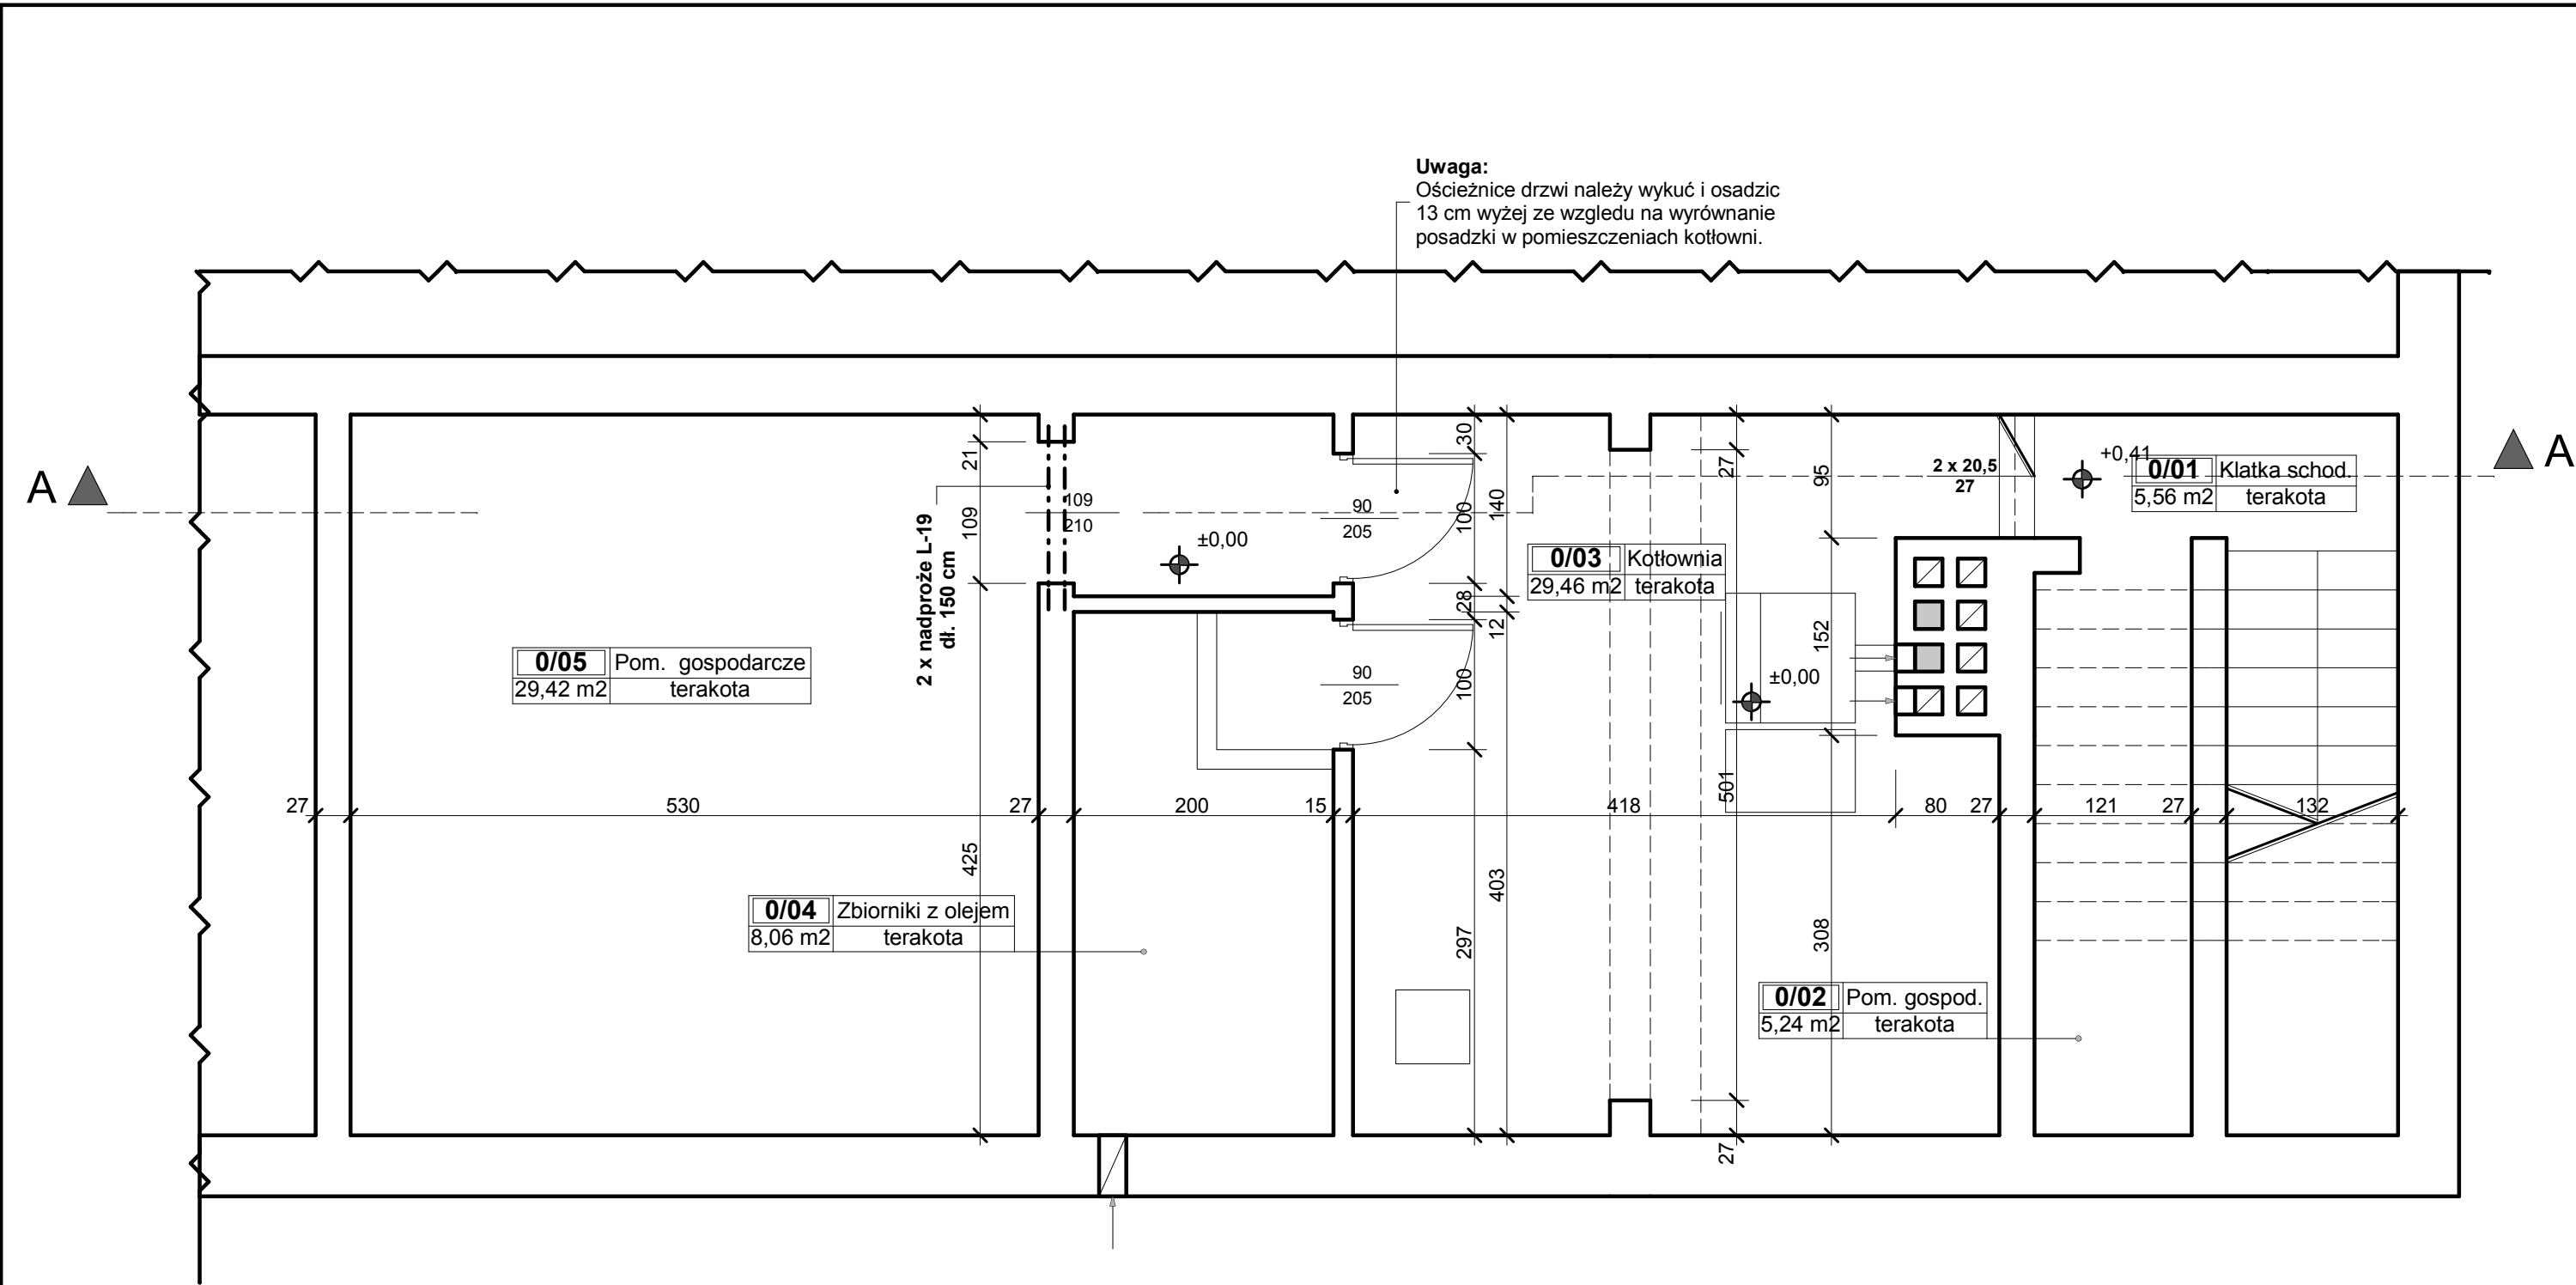 Uwaga:
Ościeżnice drzwi należy wykuć i osadzic
13 cm wyżej ze wzgledu na wyrównanie
posadzki w pomieszczeniach kotłowni.
A
A
+0,41
0/01 Klatka schod.
5,56 m2 terakota
2 x 20,5
27
21
109
425
2 x nadproże L-19
dł. 150 cm
109
210
±0,00
90
205
90
205
30
100
28
100
297
140
12
403
0/03 Kotłownia
29,46 m2 terakota
27
501
27
95
152
308
±0,00
0/05 Pom. gospodarcze
29,42 m2 terakota
27
530
27
200
15
418
80
27
121
27
132
0/04 Zbiorniki z olejem
8,06 m2 terakota
0/02 Pom. gospod.
5,24 m2 terakota